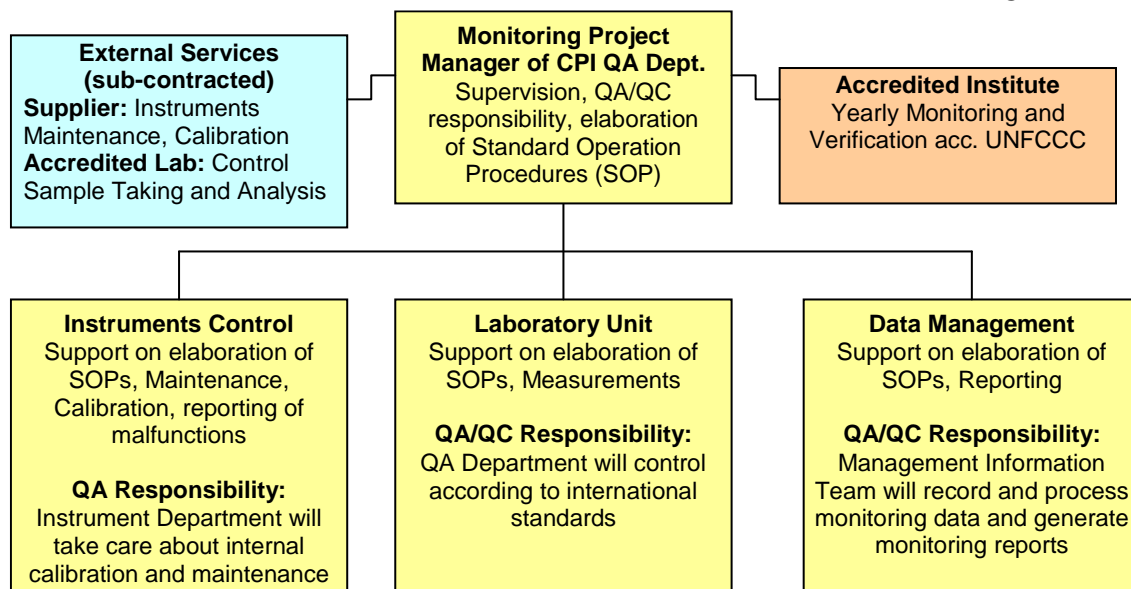 External Services
(sub-contracted)
Supplier: Instruments
Maintenance, Calibration
Accredited Lab: Control
Sample Taking and Analysis
Monitoring Project
Manager of CPI QA Dept.
Supervision, QA/QC
responsibility, elaboration
of Standard Operation
Procedures (SOP)
Accredited Institute
Yearly Monitoring and
Verification acc. UNFCCC
Instruments Control
Support on elaboration of
SOPs, Maintenance,
Calibration, reporting of
malfunctions
QA Responsibility:
Instrument Department will
take care about internal
calibration and maintenance
Laboratory Unit
Support on elaboration of
SOPs, Measurements
QA/QC Responsibility:
QA Department will control
according to international
standards
Data Management
Support on elaboration of
SOPs, Reporting
QA/QC Responsibility:
Management Information
Team will record and process
monitoring data and generate
monitoring reports